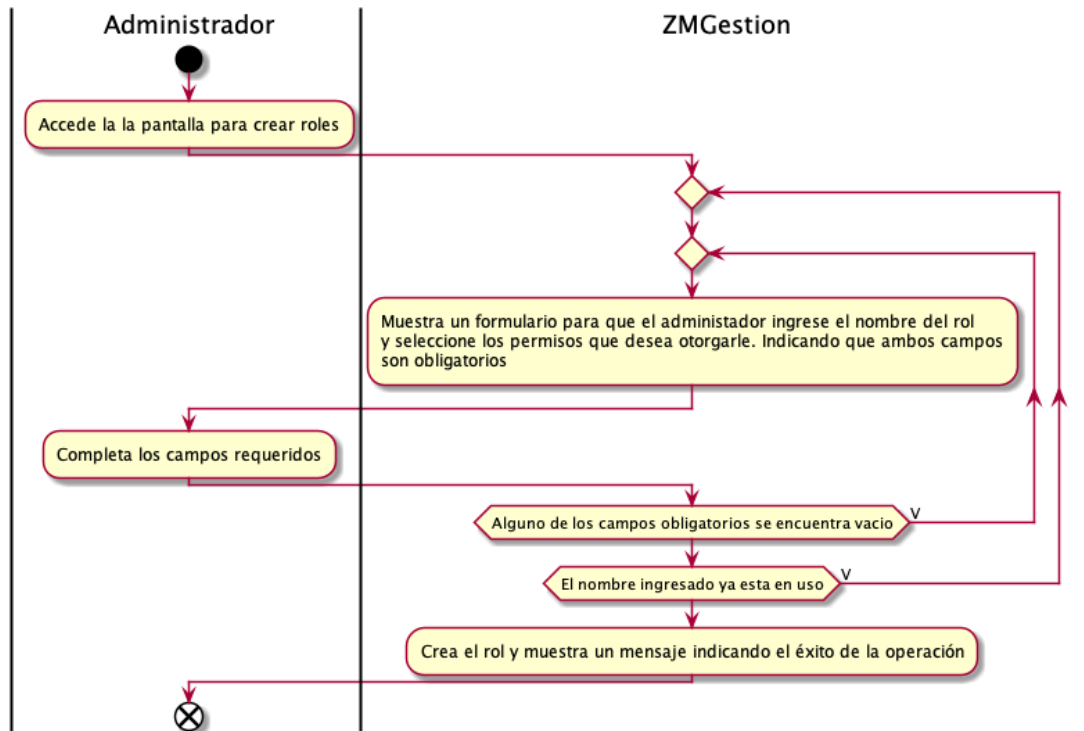 Administrador
ZMGestion
Accede la la pantalla para crear roles
Muestra un formulario para que el administador ingrese el nombre del rol
y seleccione los permisos que desea otorgarle. Indicando que ambos campos
son obligatorios
Completa los campos requeridos
Alguno de los campos obligatorios se encuentra vacio
V
El nombre ingresado ya esta en uso
V
Crea el rol y muestra un mensaje indicando el éxito de la operación